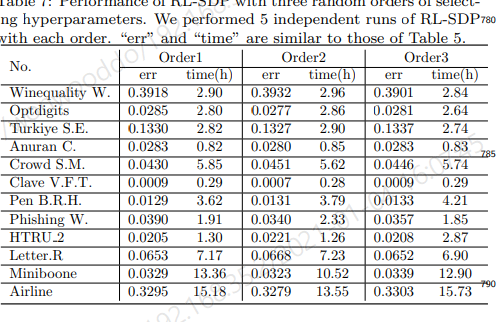 Table 7: Performance of RL-SDP with three random orders of select-
ing hyperparameters. We performed 5 independent runs of RL-SDP 780
with each order. “err” and “time” are similar to those of Table 5.
No. Order1 Order2 Order3
err time(h) err time(h) err time(h)
Winequality W. 0.3918 2.90 0.3932 2.96 0.3901 2.84
Optdigits 0.0285 2.80 0.0277 2.86 0.0281 2.64
Turkiye S.E. 0.1330 2.82 0.1327 2.90 0.1337 2.74
Anuran C. 0.0283 0.82 0.0280 0.85 0.0283 0.83
785
Crowd S.M. 0.0430 5.85 0.0451 5.62 0.0446 5.74
Clave V.F.T. 0.0009 0.29 0.0007 0.28 0.0009 0.29
Pen B.R.H. 0.0129 3.62 0.0131 3.79 0.0133 4.21
Phishing W. 0.0390 1.91 0.0340 2.33 0.0357 1.85
HTRU_2 0.0205 1.30 0.0221 1.26 0.0208 2.87
Letter.R 0.0653 7.17 0.0668 7.23 0.0652 6.90
Miniboone 0.0329 13.36 0.0323 10.52 0.0339 12.90
Airline 0.3295 15.18 0.3279 13.55 0.3303 15.73
790